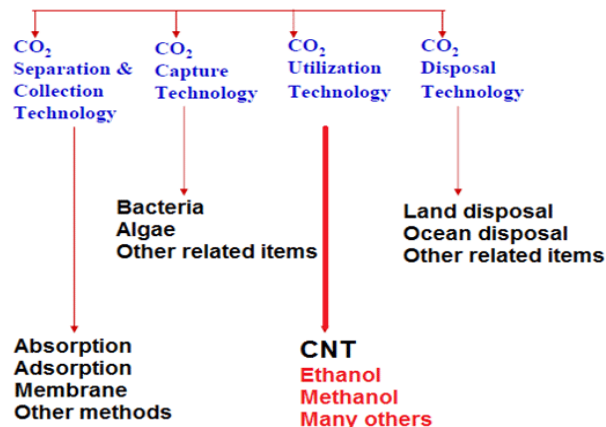 CO₂
Separation &
Collection
Technology
CO₂
Capture
Technology
CO₂
Utilization
Technology
CO₂
Disposal
Technology
Bacteria
Algae
Other related items
Land disposal
Ocean disposal
Other related items
Absorption
Adsorption
Membrane
Other methods
CNT
Ethanol
Methanol
Many others